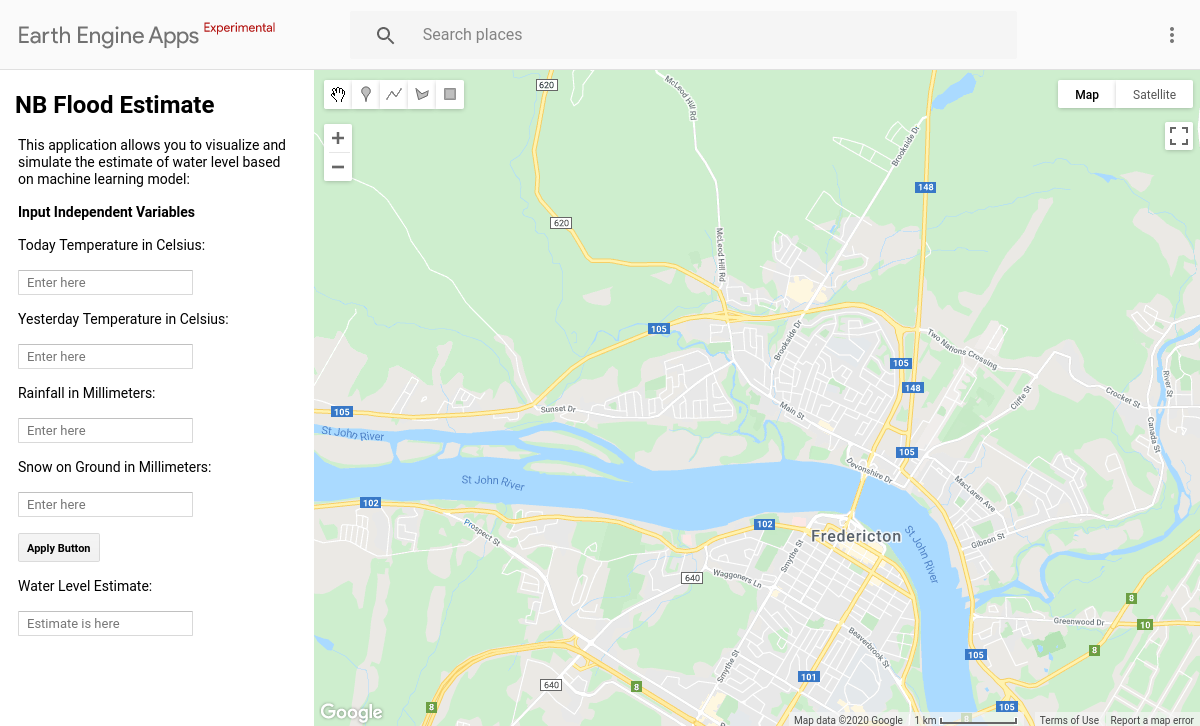 Earth Engine Apps Experimental
Search places
NB Flood Estimate
This application allows you to visualize and
simulate the estimate of water level based
on machine learning model:
Input Independent Variables
Today Temperature in Celsius:
Enter here
Yesterday Temperature in Celsius:
Enter here
Rainfall in Millimeters:
Enter here
Snow on Ground in Millimeters:
Enter here
Apply Button
Water Level Estimate:
Estimate is here
Map
Satellite
620
McLeod Hill Rd
Brookside Dr
148
620
McLeod Hill Rd
105
Brookside Dr
Two Nations Crossing
105
148
River St
Cliffe St
Crocket St
105
Sunset Dr
Main St
St John River
Canada St
105
Devonshire Dr
St John River
MacLaren Ave
102
102
Prospect St
Fredericton
St John River
Gibson St
Smythe St
640
Waggoners Ln
8
Greenwood Dr
10
Beaverbrook St
8
105
Smythe St
101
640
8
8
105
Google
Map data ©2020 Google
1 km
Terms of Use
Report a map error